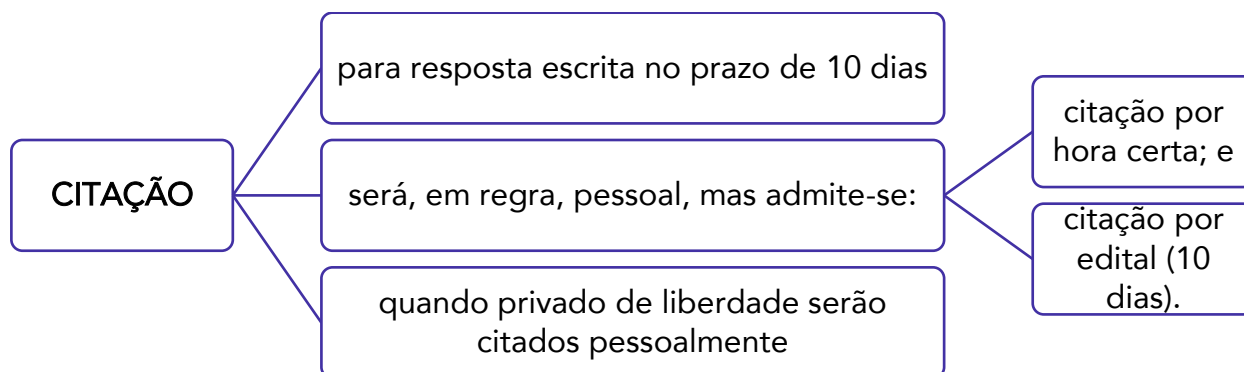 CITAÇÃO
para resposta escrita no prazo de 10 dias
será, em regra, pessoal, mas admite-se:
citação por
hora certa; e
citação por
edital (10
dias).
quando privado de liberdade serão
citados pessoalmente